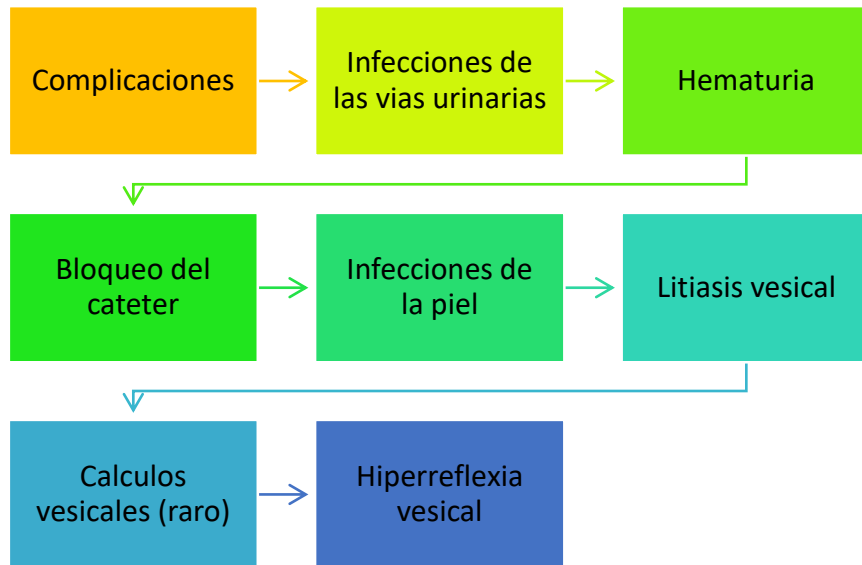 Complicaciones
Infecciones de
las vias urinarias
Hematuria
Bloqueo del
cateter
Infecciones de
la piel
Litiasis vesical
Calculos
vesicales (raro)
Hiperreflexia
vesical